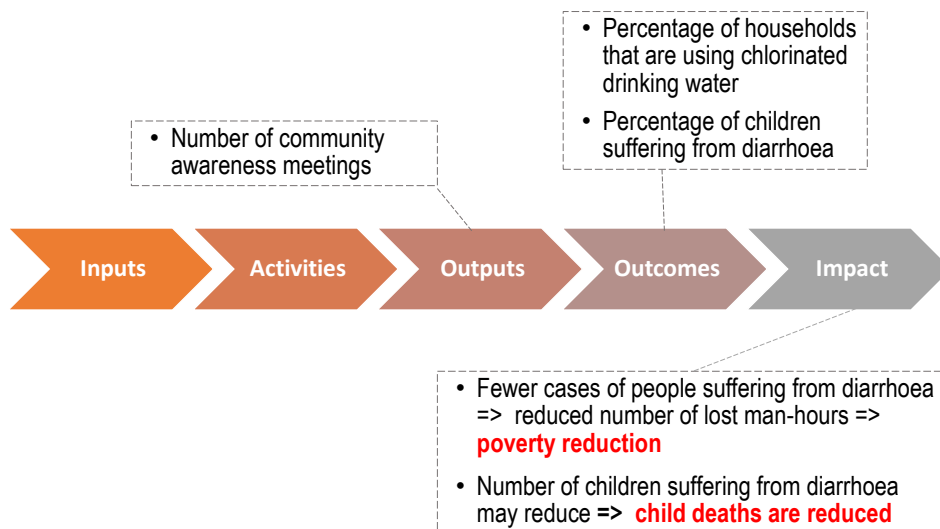 • Percentage of households
that are using chlorinated
drinking water
• Percentage of children
suffering from diarrhoea
• Number of community
awareness meetings
Inputs
Activities
Outputs
Outcomes
Impact
• Fewer cases of people suffering from diarrhoea
=> reduced number of lost man-hours =>
poverty reduction
• Number of children suffering from diarrhoea
may reduce => child deaths are reduced